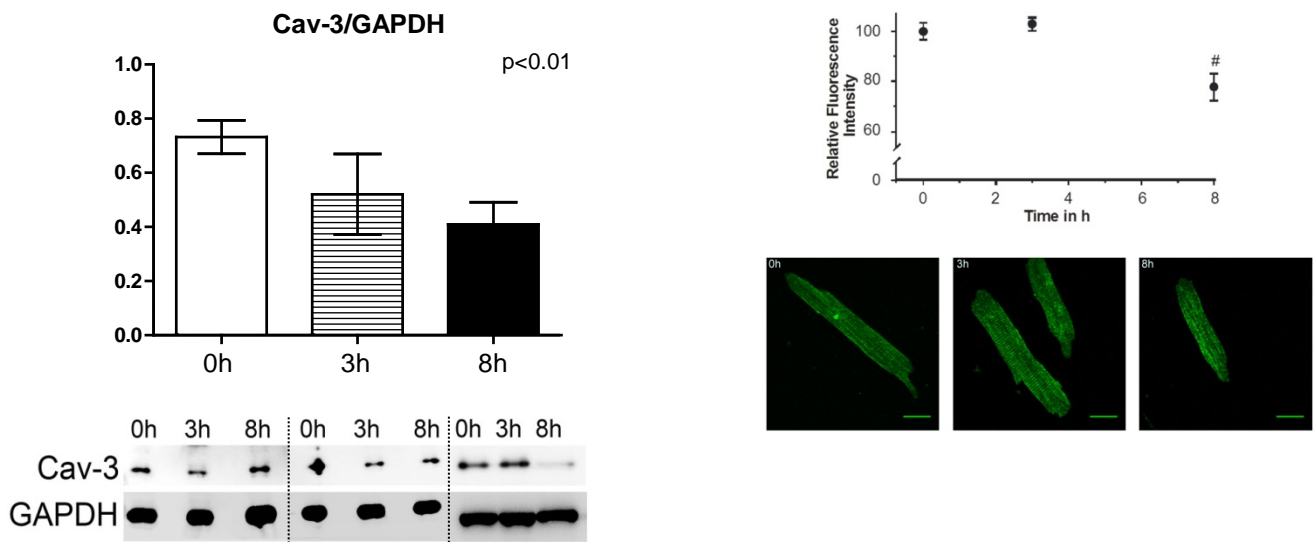 Cav-3/GAPDH
p<0.01
1.0
0.8
0.6
0.4
0.2
0.0
0h 3h 8h
0h 3h 8h 0h 3h 8h 0h 3h 8h
Cav-3
GAPDH
Relative Fluorescence
Intensity
100
80
60
0
#
0 2 4 6 8
Time in h
0h 3h 8h